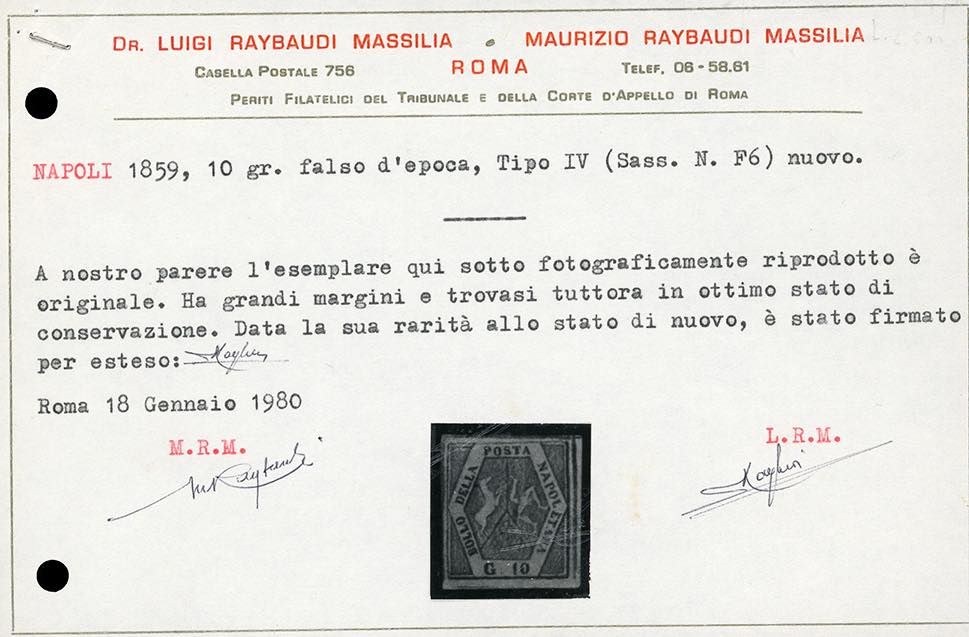 DR. LUIGI RAYBAUDI MASSILIA • MAURIZIO RAYBAUDI MASSILIA
CASELLA POSTALE 756 ROMA TELEF. 06-58.61
PERITI FILATELICI DEL TRIBUNALE E DELLA CORTE D'APPELLO DI ROMA
NAPOLI 1859, 10 gr. falso d'epoca, Tipo IV (Sass. N. F6) nuovo.
A nostro parere l'esemplare qui sotto fotograficamente riprodotto è
originale. Ha grandi margini e trovasi tuttora in ottimo stato di
conservazione. Data la sua rarità allo stato di nuovo, è stato firmato
per esteso:
Roma 18 Gennaio 1980
M.R.M. L.R.M.
BOLLO DELLA POSTA NAPOLETANA
G. 10